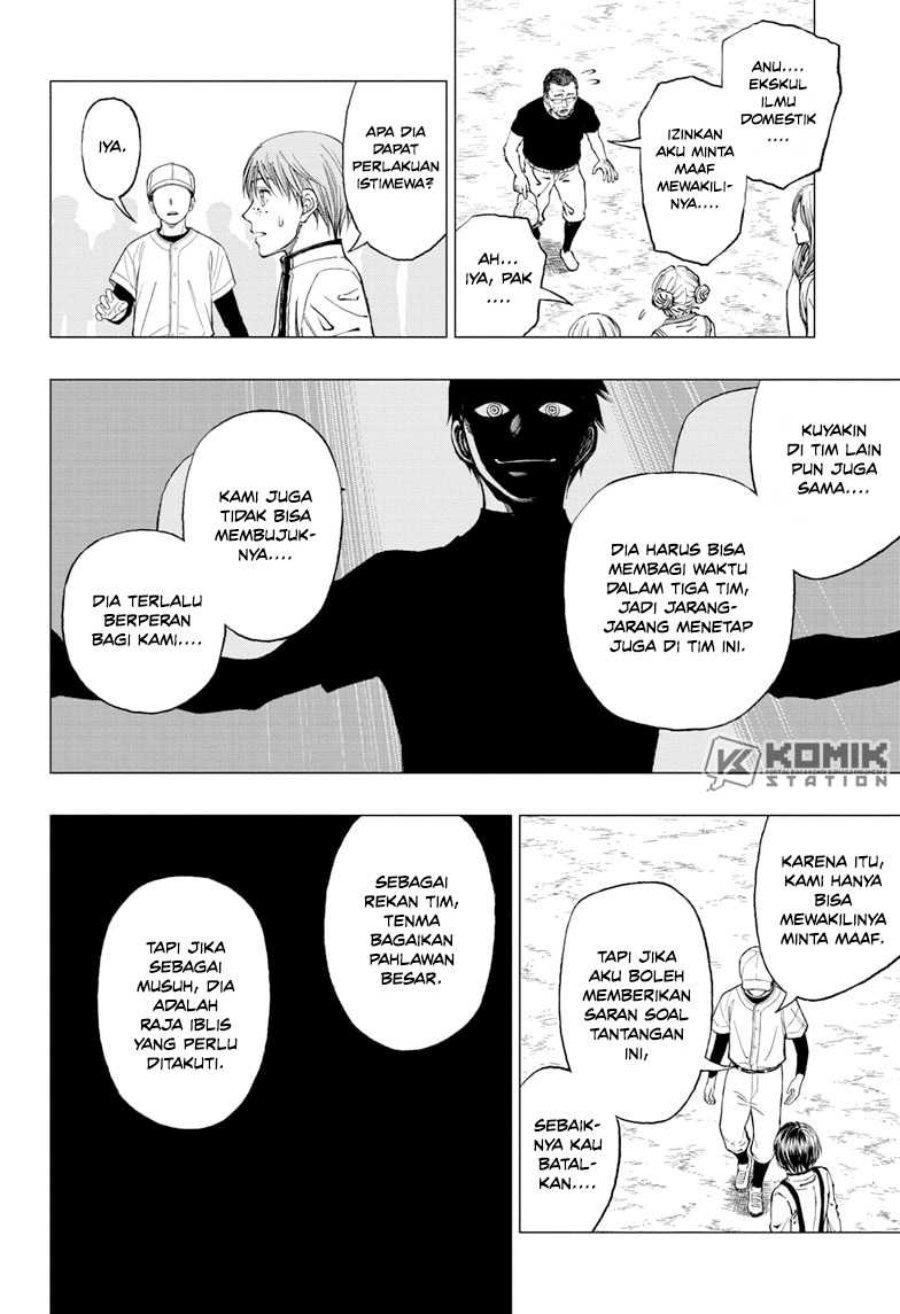 ANU....
EKSKUL
ILMU
DOMESTIK
....
IZINKAN
AKU MINTA
MAAF
MEWAKILI-
NYA....
AH...
IYA, PAK
....
APA DIA
DAPAT
PERLAKUAN
ISTIMEWA?
IYA.
KUYAKIN
DI TIM LAIN
PUN JUGA
SAMA....
DIA HARUS BISA
MEMBAGI WAKTU
DALAM TIGA TIM,
JADI JARANG-
JARANG MENETAP
JUGA DI TIM INI.
KAMI JUGA
TIDAK BISA
MEMBUJUK-
NYA....
DIA TERLALU
BERPERAN
BAGI KAMI....
KOMIK
STATION
KARENA ITU,
KAMI HANYA
BISA
MEWAKILINYA
MINTA MAAF.
TAPI JIKA
AKU BOLEH
MEMBERIKAN
SARAN SOAL
TANTANGAN
INI,
SEBAIK-
NYA KAU
BATAL-
KAN....
SEBAGAI
REKAN TIM,
TENMA
BAGAIKAN
PAHLAWAN
BESAR.
TAPI JIKA
SEBAGAI
MUSUH, DIA
ADALAH
RAJA IBLIS
YANG PERLU
DITAKUTI.